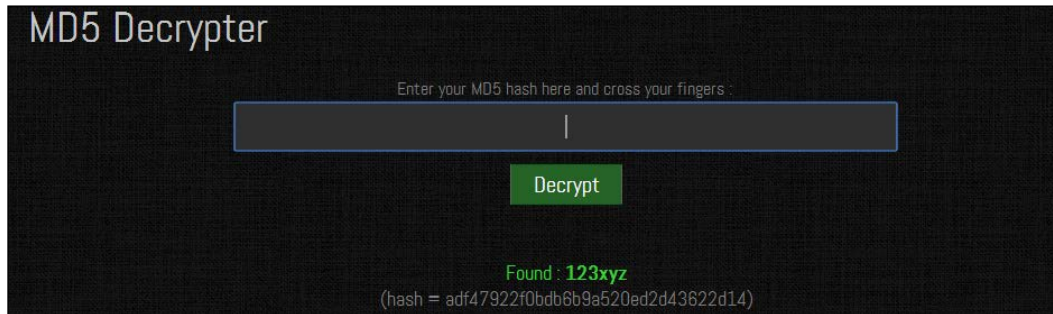 MD5 Decrypter
Enter your MD5 hash here and cross your fingers :
Decrypt
Found : 123xyz
(hash = adf47922f0bdb6b9a520ed2d43622d14)